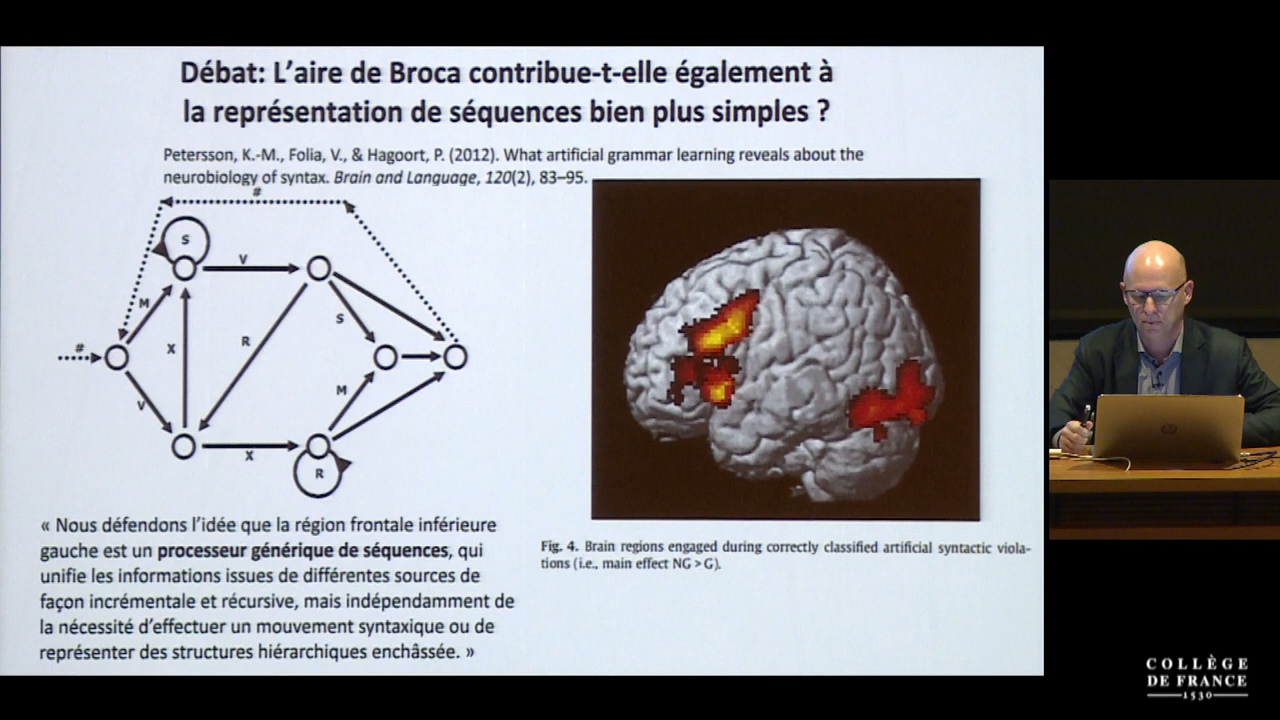 Débat: L'aire de Broca contribue-t-elle également à
la représentation de séquences bien plus simples ?
Petersson, K.-M., Folia, V., & Hagoort, P. (2012). What artificial grammar learning reveals about the
neurobiology of syntax. Brain and Language, 120(2), 83–95.
#
S
V
M
S
#
X
R
V
M
X
R
« Nous défendons l'idée que la région frontale inférieure
gauche est un processeur générique de séquences, qui
unifie les informations issues de différentes sources de
façon incrémentale et récursive, mais indépendamment de
la nécessité d'effectuer un mouvement syntaxique ou de
représenter des structures hiérarchiques enchâssée. »
Fig. 4. Brain regions engaged during correctly classified artificial syntactic viola-
tions (i.e., main effect NG > G).
COLLÈGE
DE FRANCE
1530